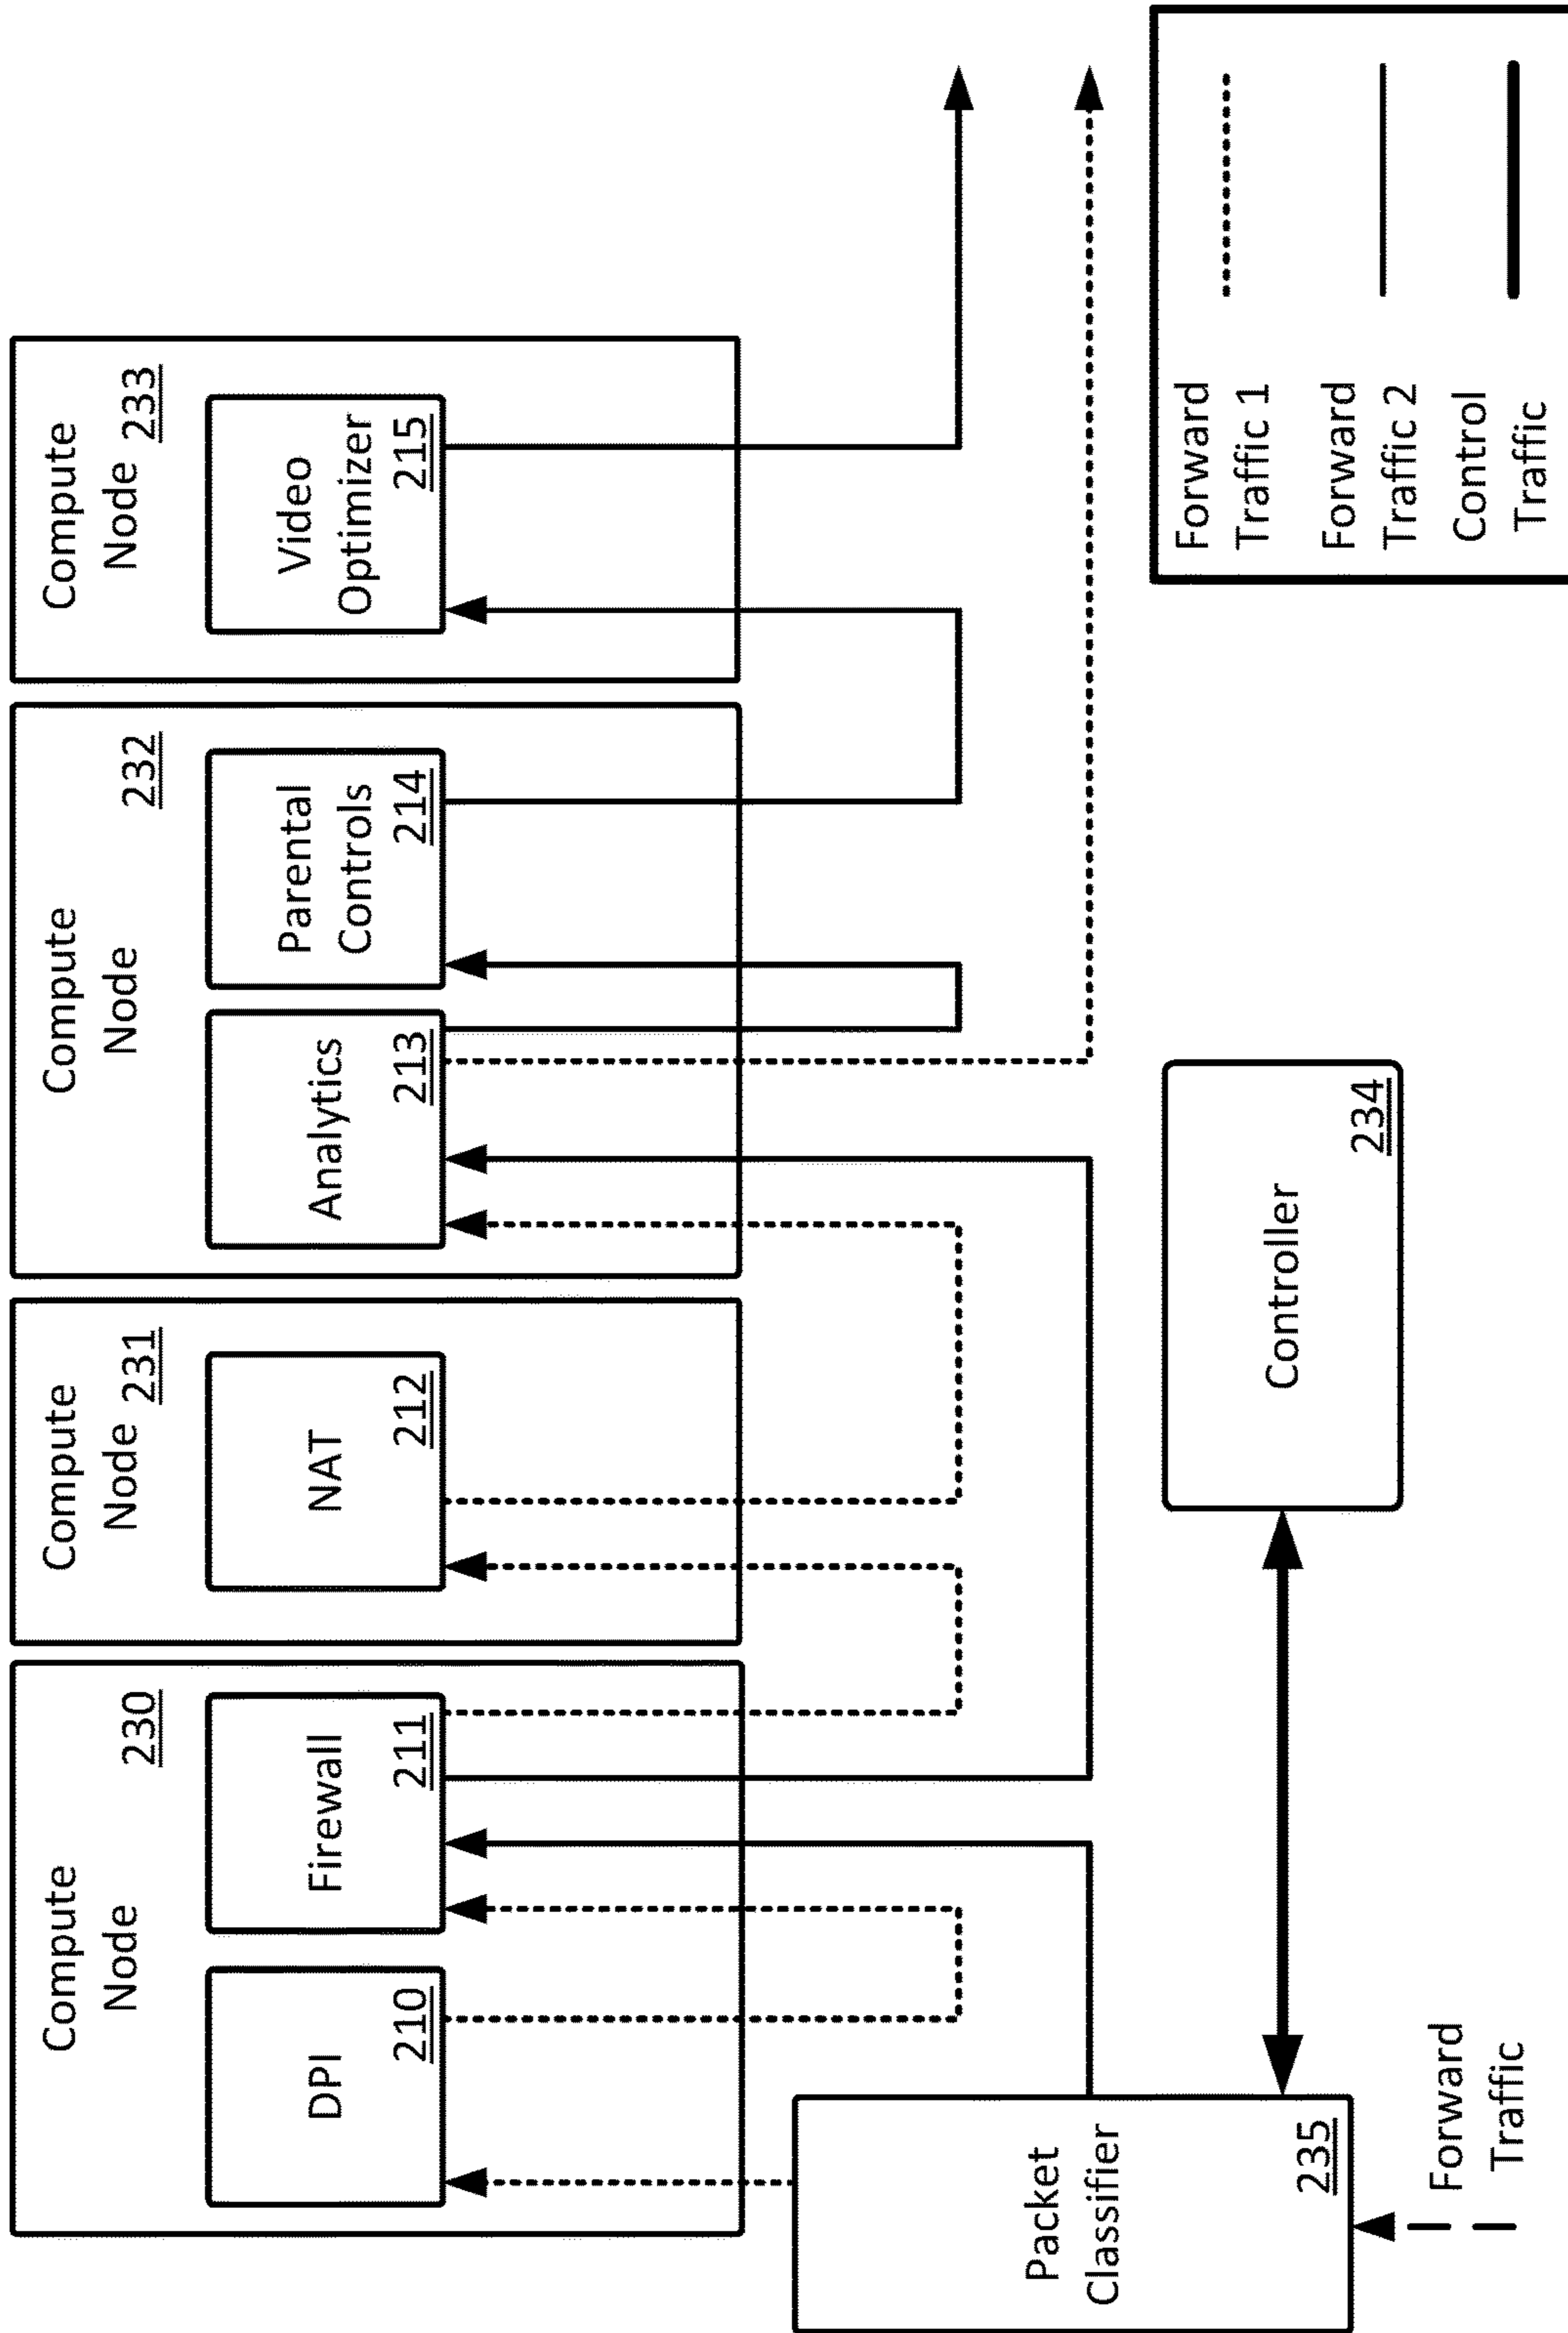 Compute
Node
230
DPI
210
Firewall
211
Compute
Node 231
NAT
212
Compute
Node
232
Analytics
213
Parental
Controls
214
Compute
Node 233
Video
Optimizer
215
Packet
Classifier
235
Forward
Traffic
Controller
234
Forward
Traffic 1
Forward
Traffic 2
Control
Traffic